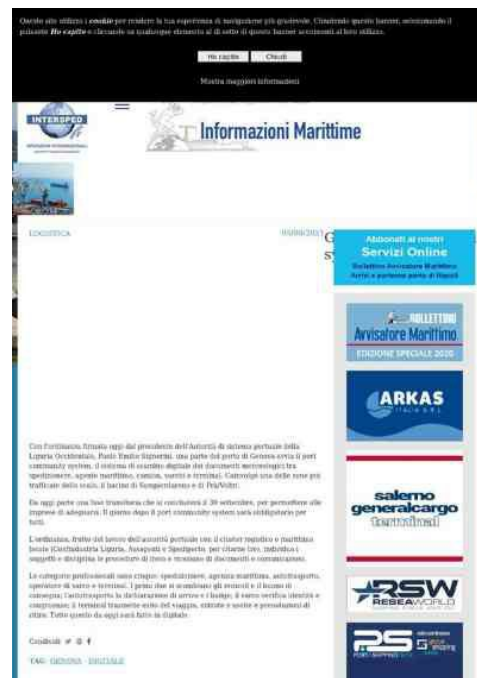 Questo sito utilizza i cookie per rendere la tua esperienza di navigazione più gradevole. Chiudendo questo banner, selezionando il
pulsante Ho capito o cliccando su qualunque elemento al di sotto di questo banner acconsenti al loro utilizzo.
Ho capito Chiudi
Mostra maggiori informazioni
INTERSPED
Informazioni Marittime
LOGISTICA
G
sy
Abbonati ai nostri
Servizi Online
Bollettino Avvisatore Marittimo
Arrivi e partenze porto di Napoli
BOLLETTINO
Avvisatore Marittimo
EDIZIONE SPECIALE 2020
ARKAS
ITALIA S.R.L.
salerno
generalcargo
terminal
RSW
RESEAWORLD
PS
Con l'ordinanza firmata oggi dal presidente dell'Autorità di sistema portuale della
Liguria Occidentale, Paolo Emilio Signorini, una parte del porto di Genova avvia il port
community system, il sistema di scambio digitale dei documenti merceologici tra
spedizioniere, agente marittimo, camion, varchi e terminal. Coinvolge una delle zone più
trafficate dello scalo, il bacino di Sampierdarena e di Prà/Voltri.
Da oggi parte una fase transitoria che si concluderà il 30 settembre, per permettere alle
imprese di adeguarsi. Il giorno dopo il port community system sarà obbligatorio per
tutti.
L'ordinanza, frutto del lavoro dell'autorità portuale con il cluster logistico e marittimo
locale (Confindustria Liguria, Assagenti e Spediporto, per citarne tre), individua i
soggetti e disciplina le procedure di invio e ricezione di documenti e comunicazioni.
Le categorie professionali sono cinque: spedizioniere, agenzia marittima, autotrasporto,
operatore di varco e terminal. I primi due si scambiano gli svincoli e il buono di
consegna; l'autotrasporto la dichiarazione di arrivo e i badge; il varco verifica identità e
congruenze; il terminal trasmette esito del viaggio, entrate e uscite e prenotazioni di
ritiro. Tutto questo da oggi sarà fatto in digitale.
Condividi
TAG: GENOVA - DIGITALE